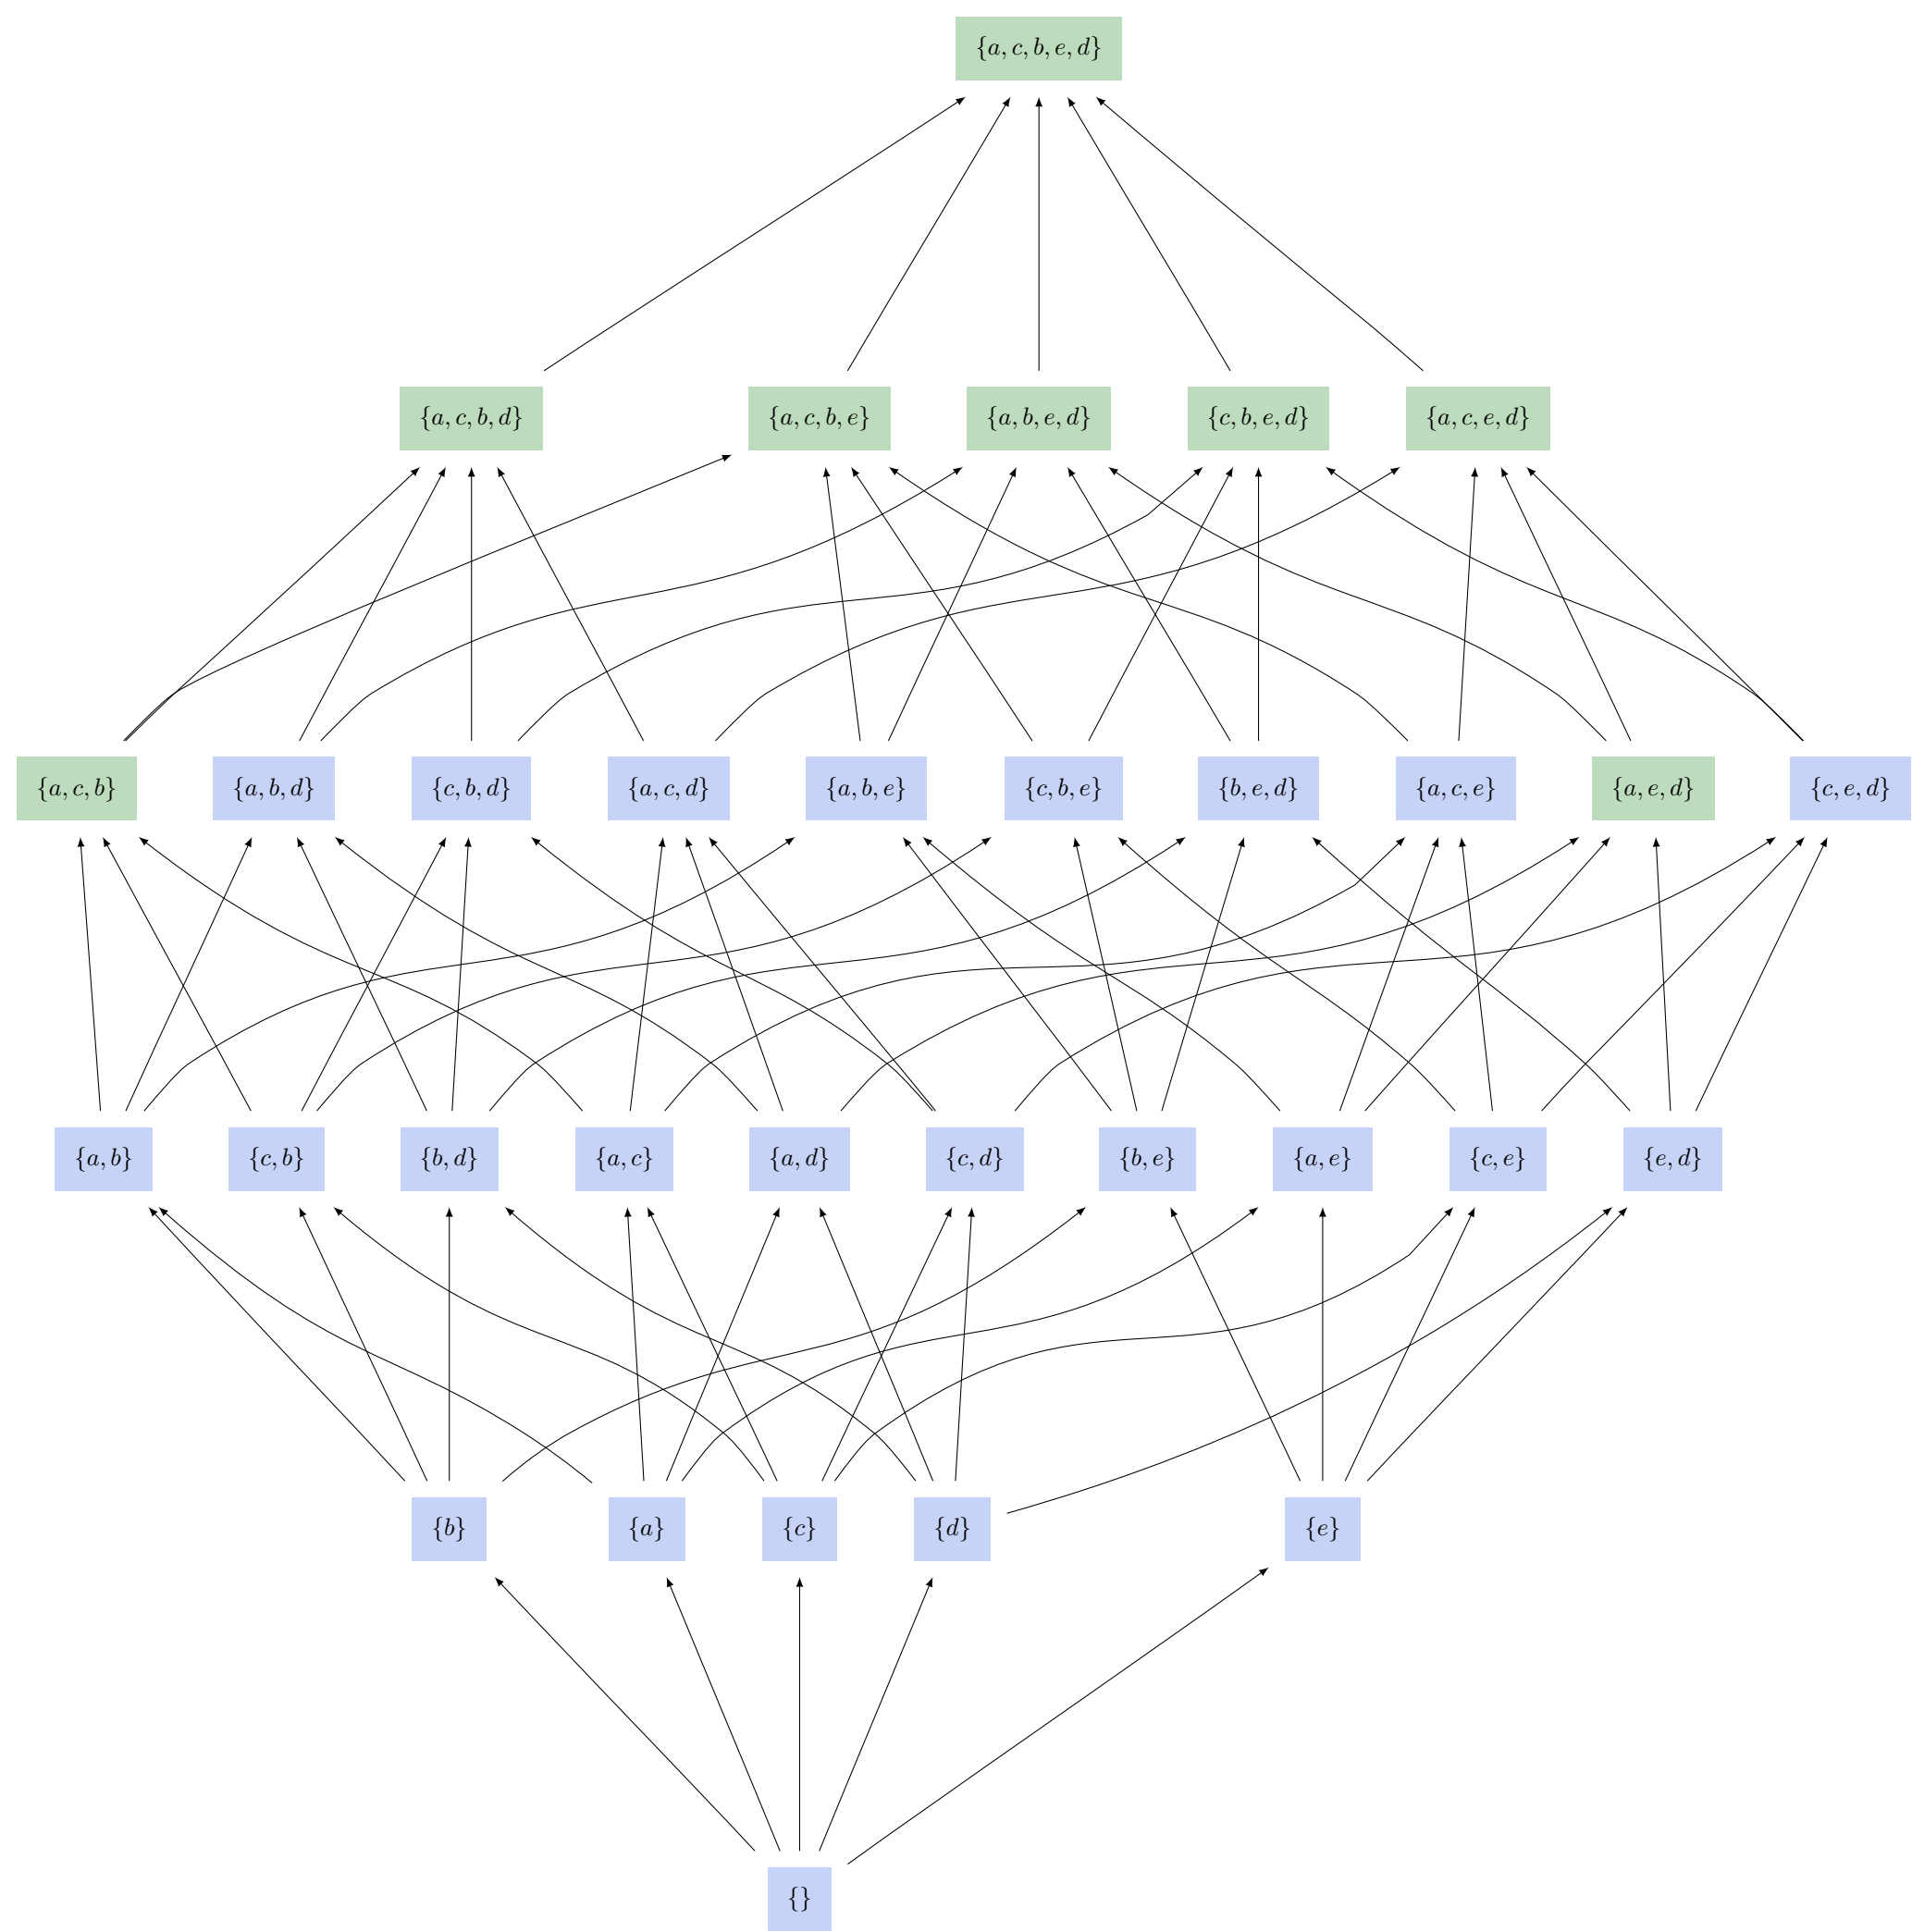 {a, c, b, e, d}
{a, c, b, d} {a, c, b, e} {a, b, e, d} {c, b, e, d} {a, c, e, d}
{a, c, b} {a, b, d} {c, b, d} {a, c, d} {a, b, e} {c, b, e} {b, e, d} {a, c, e} {a, e, d} {c, e, d}
{a, b} {c, b} {b, d} {a, c} {a, d} {c, d} {b, e} {a, e} {c, e} {e, d}
{b} {a} {c} {d} {e}
{}